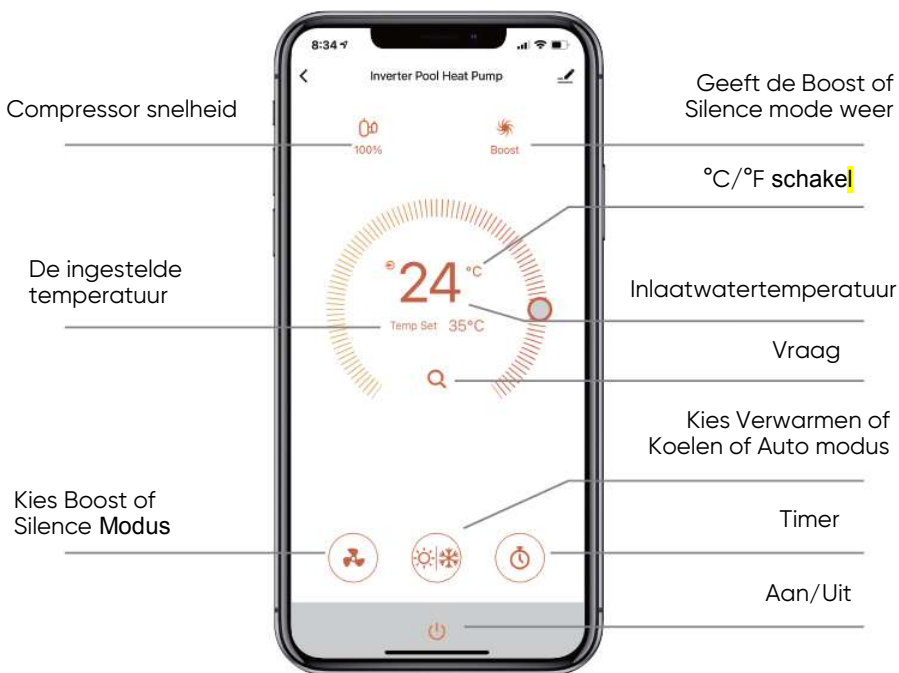 8:34
Inverter Pool Heat Pump
Compressor snelheid
Geeft de Boost of
Silence mode weer
100%
Boost
°C/°F schakel
De ingestelde
temperatuur
24 °C
Inlaatwatertemperatuur
Temp Set 35°C
Vraag
Kies Verwarmen of
Koelen of Auto modus
Kies Boost of
Silence Modus
Timer
Aan/Uit